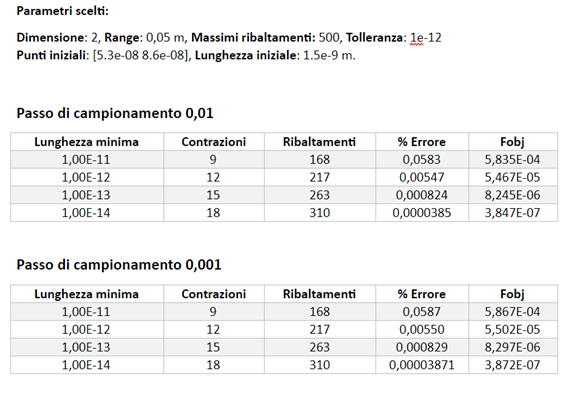 Parametri scelti:
Dimensione: 2, Range: 0,05 m, Massimi ribaltamenti: 500, Tolleranza: 1e-12
Punti iniziali: [5.3e-08 8.6e-08], Lunghezza iniziale: 1.5e-9 m.
Passo di campionamento 0,01
Lunghezza minima Contrazioni Ribaltamenti % Errore Fobj
1,00E-11 9 168 0,0583 5,835E-04
1,00E-12 12 217 0,00547 5,467E-05
1,00E-13 15 263 0,000824 8,245E-06
1,00E-14 18 310 0,0000385 3,847E-07
Passo di campionamento 0,001
Lunghezza minima Contrazioni Ribaltamenti % Errore Fobj
1,00E-11 9 168 0,0587 5,867E-04
1,00E-12 12 217 0,00550 5,502E-05
1,00E-13 15 263 0,000829 8,297E-06
1,00E-14 18 310 0,00003871 3,872E-07